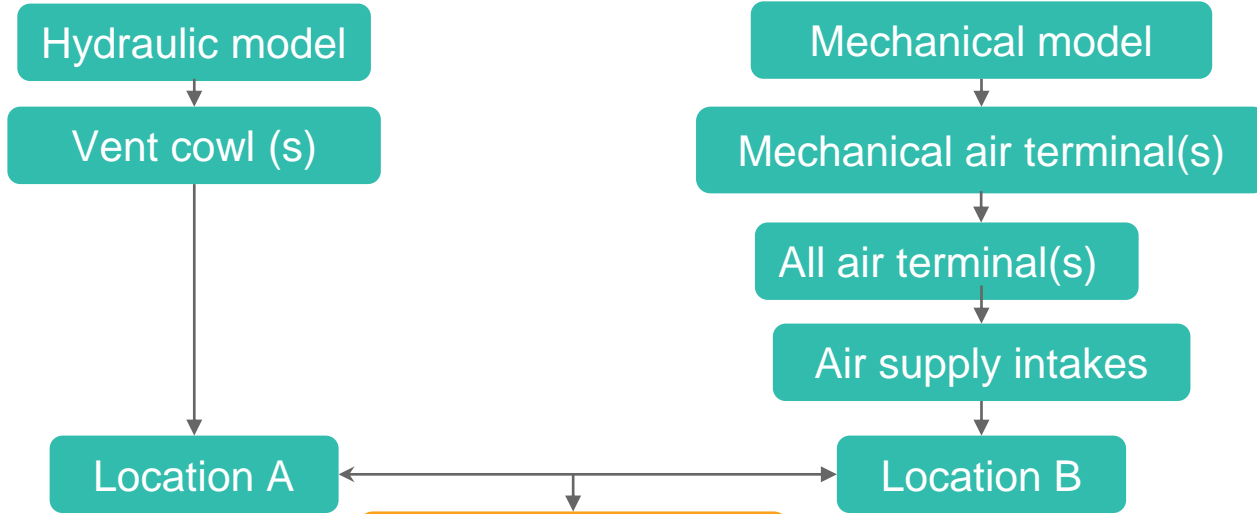 Hydraulic model
Mechanical model
Vent cowl (s)
Mechanical air terminal(s)
All air terminal(s)
Air supply intakes
Location A
Location B